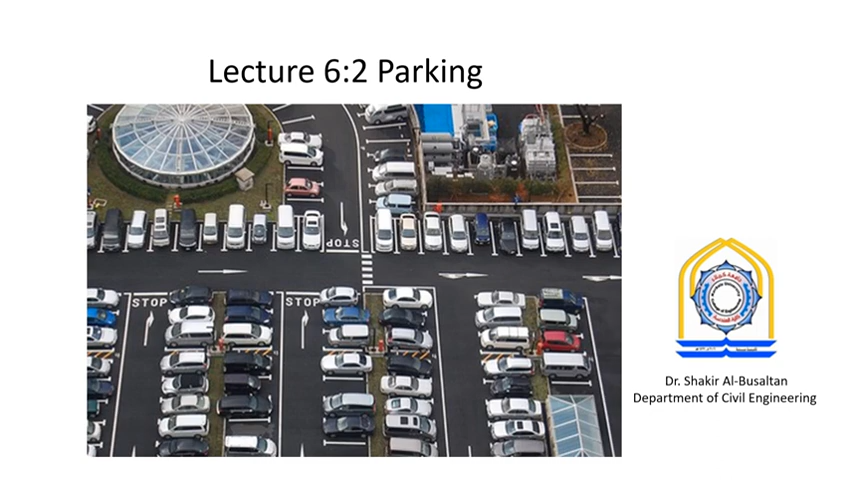 Lecture 6:2 Parking
STOP
STOP
STOP
Dr. Shakir Al-Busaltan
Department of Civil Engineering